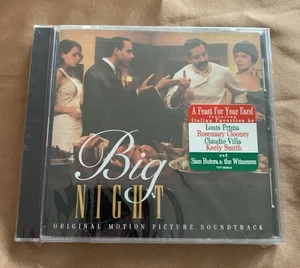 A Feast For Your Ears!
featuring
Italian Favorites by
Louis Prima
Rosemary Clooney
Claudio Villa
Keely Smith
and
Sam Butera & the Witnesses
Big
NIGHT
ORIGINAL MOTION PICTURE SOUNDTRACK